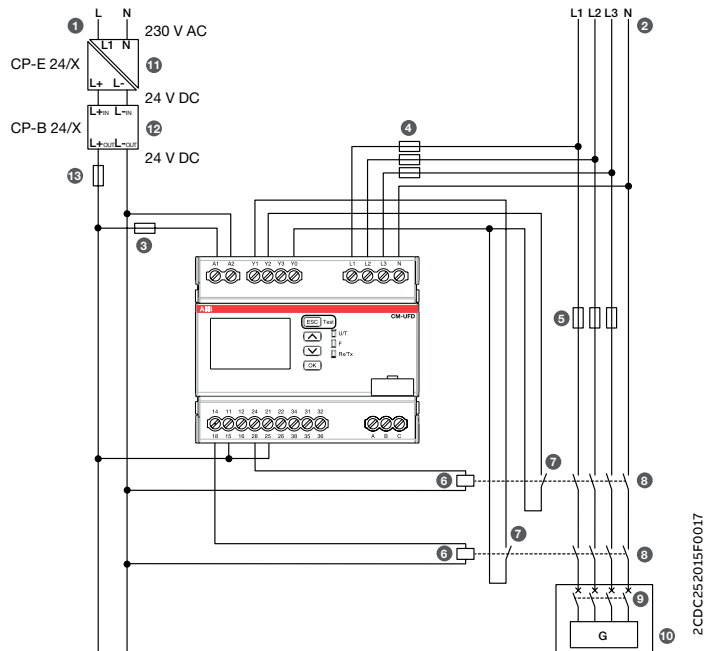 L N
1
230 V AC
L1 N
CP-E 24/X
11
L+ L-
24 V DC
L+IN L-IN
CP-B 24/X
12
L+OUT L-OUT
24 V DC
13
3
4
L1 L2 L3 N
2
A1 A2 Y1 Y2 Y3 Y0 L1 L2 L3 N
ABB
CM-UFD
ESC Test
U/T
F
Rx/Tx
OK
14 11 12 24 21 22 34 31 32
18 15 16 28 25 26 38 35 36
A B C
5
6
7
8
6
7
8
9
G
10
2CDC252015F0017